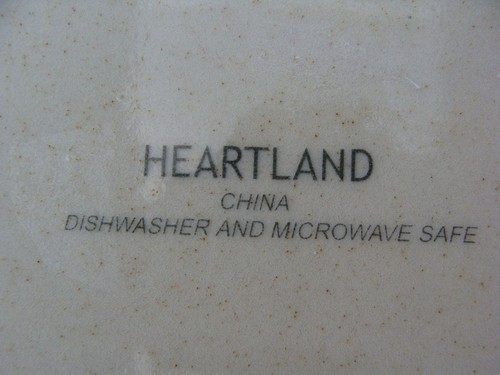 HEARTLAND
CHINA
DISHWASHER AND MICROWAVE SAFE